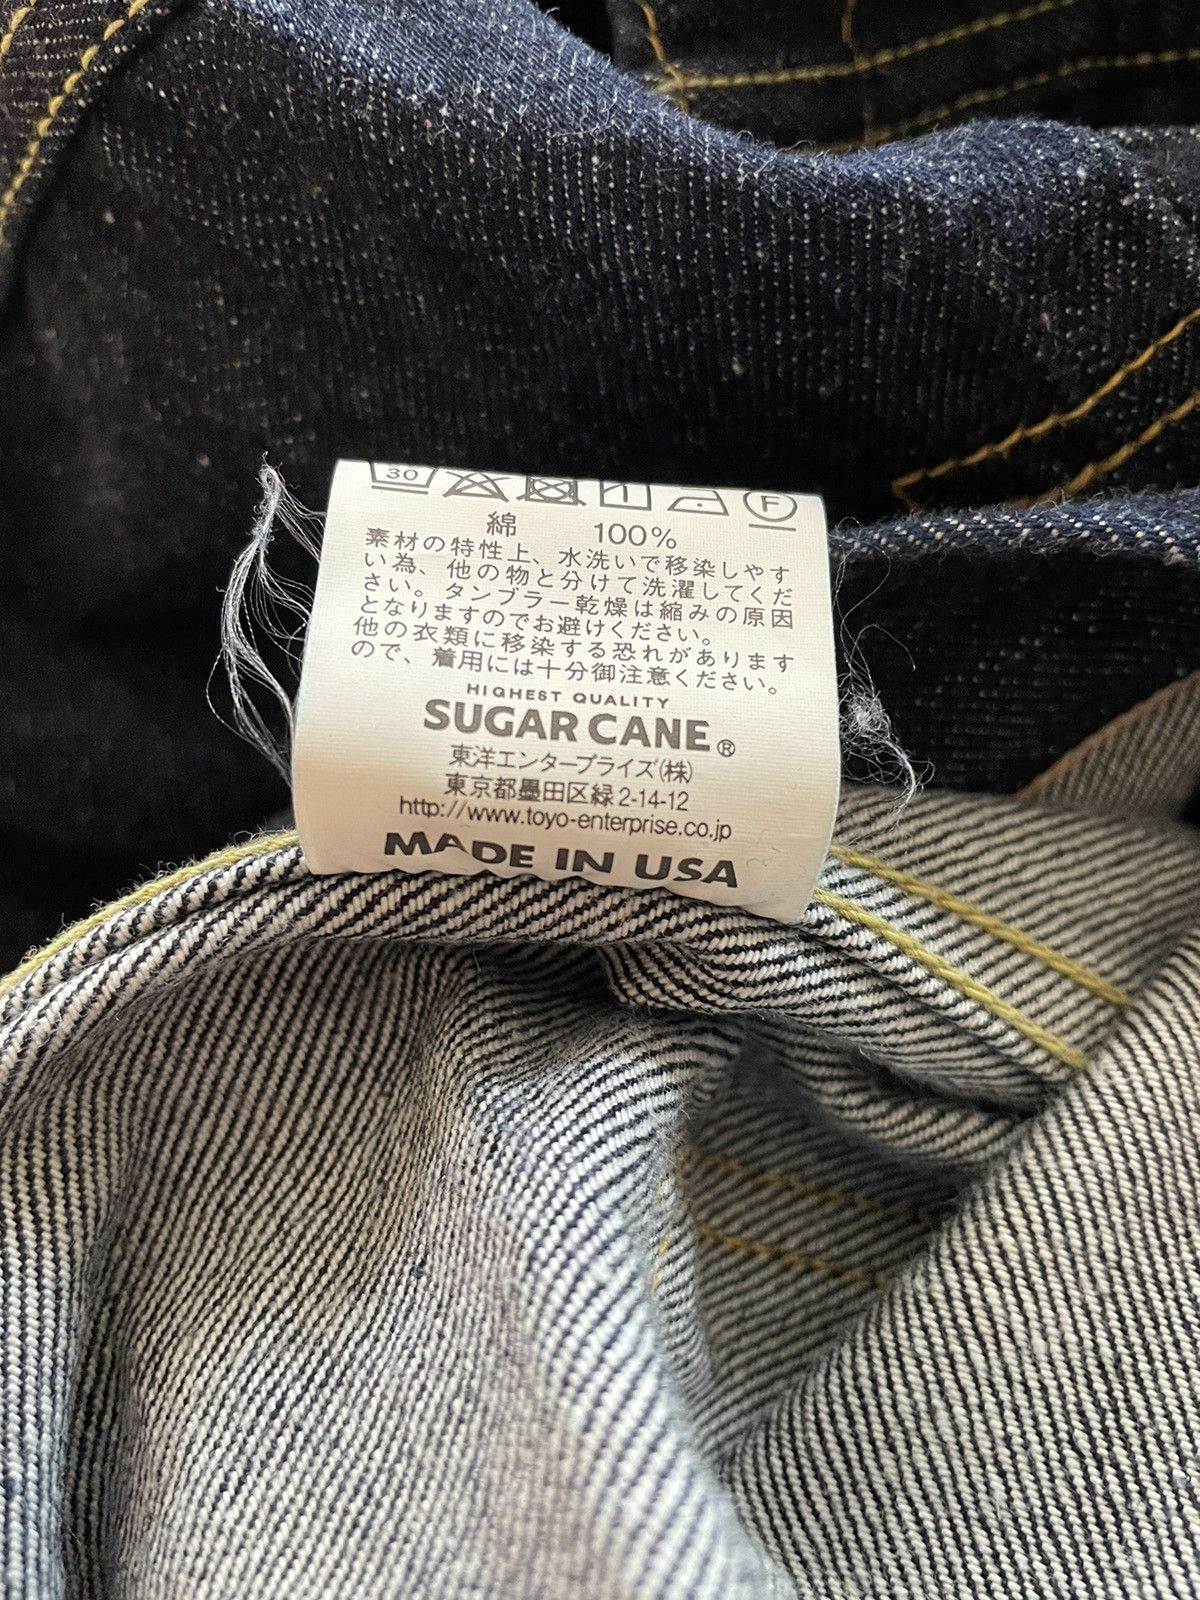 30 1 F
綿 100%
素材の特性上、水洗いで移染しやす
い為、他の物と分けて洗濯してくだ
さい。タンブラー乾燥は縮みの原因
となりますのでお避けください。
他の衣類に移染する恐れがあります
ので、着用には十分御注意ください。
HIGHEST QUALITY
SUGAR CANE®
東洋エンタープライズ(株)
東京都墨田区緑2-14-12
http://www.toyo-enterprise.co.jp
MADE IN USA